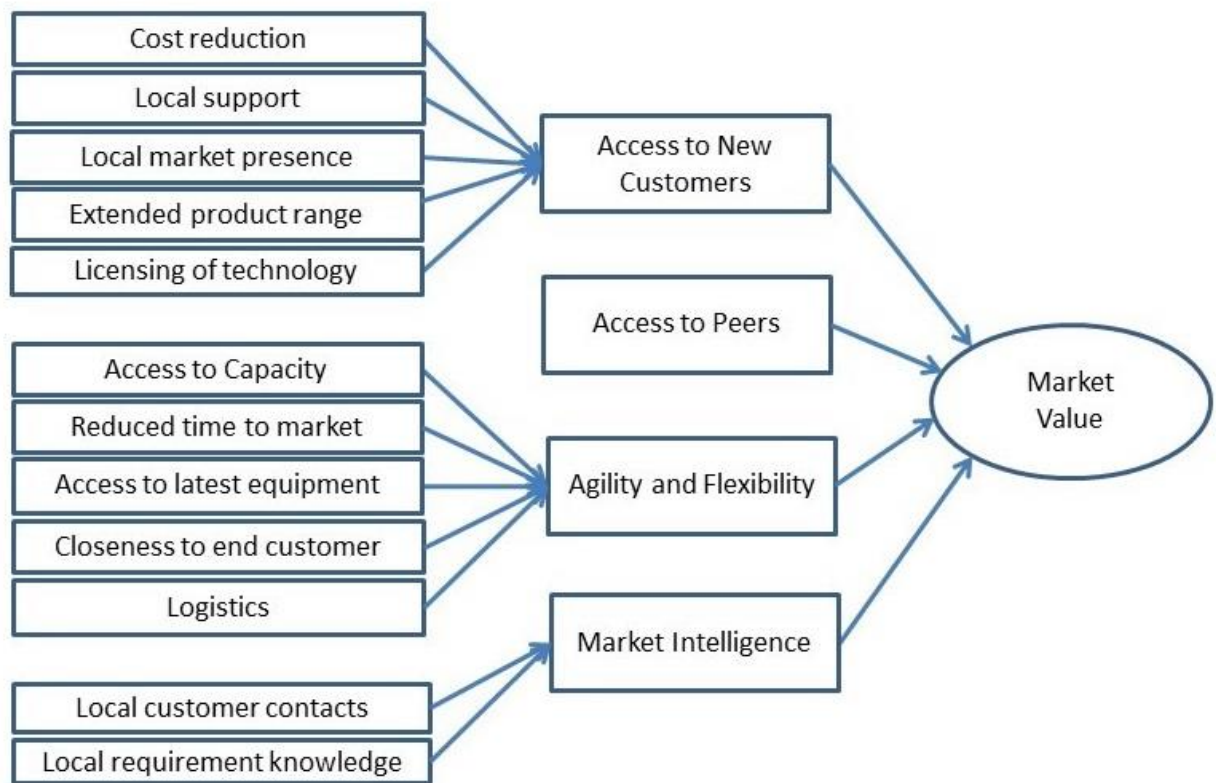 Cost reduction
Local support
Local market presence
Extended product range
Licensing of technology
Access to Capacity
Reduced time to market
Access to latest equipment
Closeness to end customer
Logistics
Local customer contacts
Local requirement knowledge
Access to New
Customers
Access to Peers
Agility and Flexibility
Market Intelligence
Market
Value